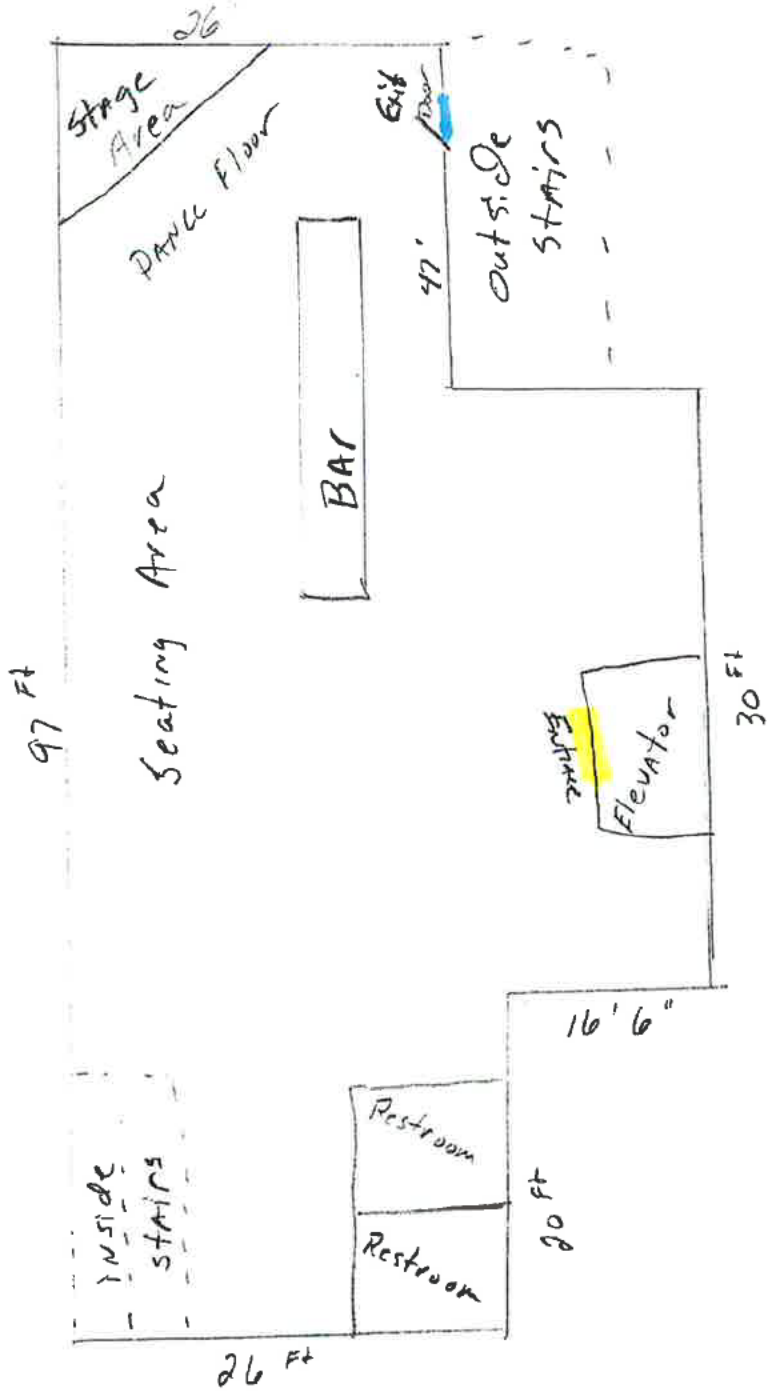 26
Stage
Area
DANCE Floor
Exit
Door
Outside
Stairs
47'
BAr
Seating Area
97 Ft
Entrance
Elevator
30 Ft
16' 6"
Inside
Stairs
Restroom
Restroom
20 Ft
26 Ft